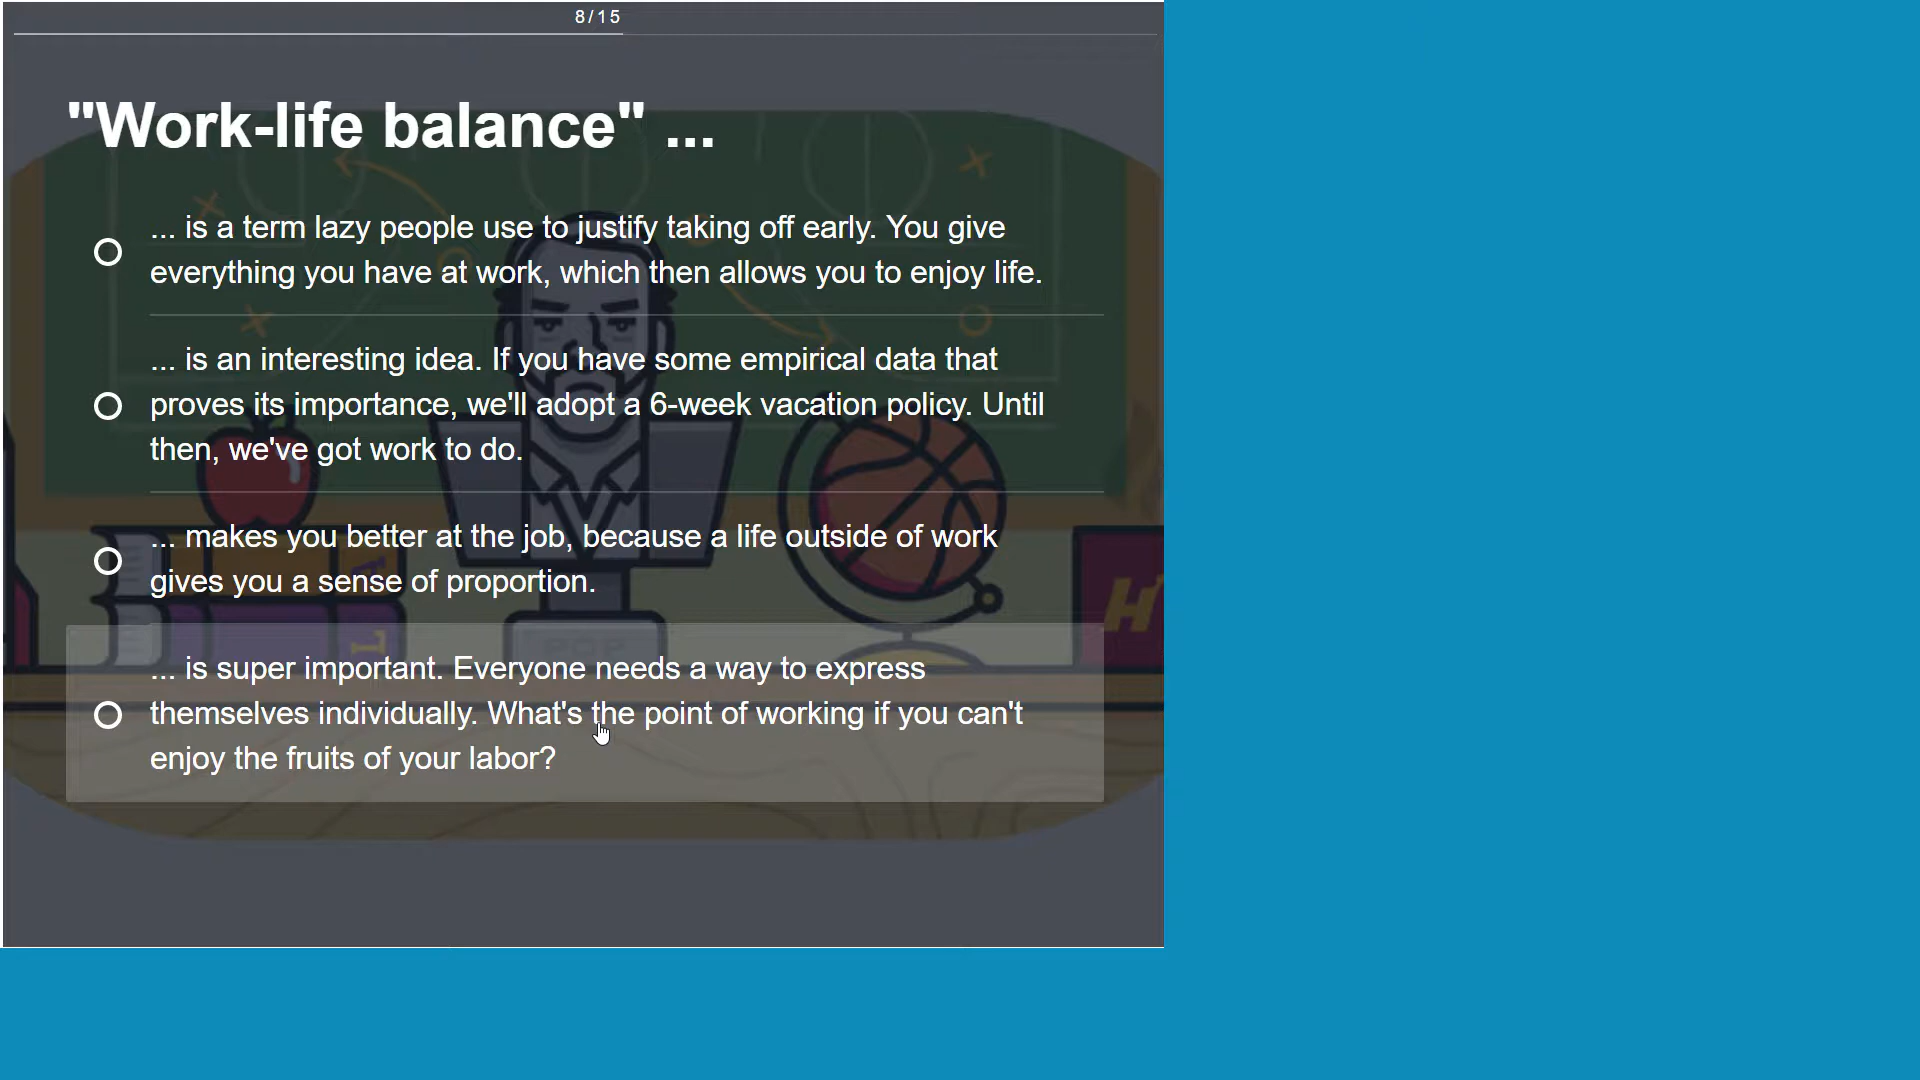 8/15
"Work-life balance" ...
... is a term lazy people use to justify taking off early. You give
everything you have at work, which then allows you to enjoy life.
... is an interesting idea. If you have some empirical data that
proves its importance, we'll adopt a 6-week vacation policy. Until
then, we've got work to do.
... makes you better at the job, because a life outside of work
gives you a sense of proportion.
... is super important. Everyone needs a way to express
themselves individually. What's the point of working if you can't
enjoy the fruits of your labor?
POP
L
H